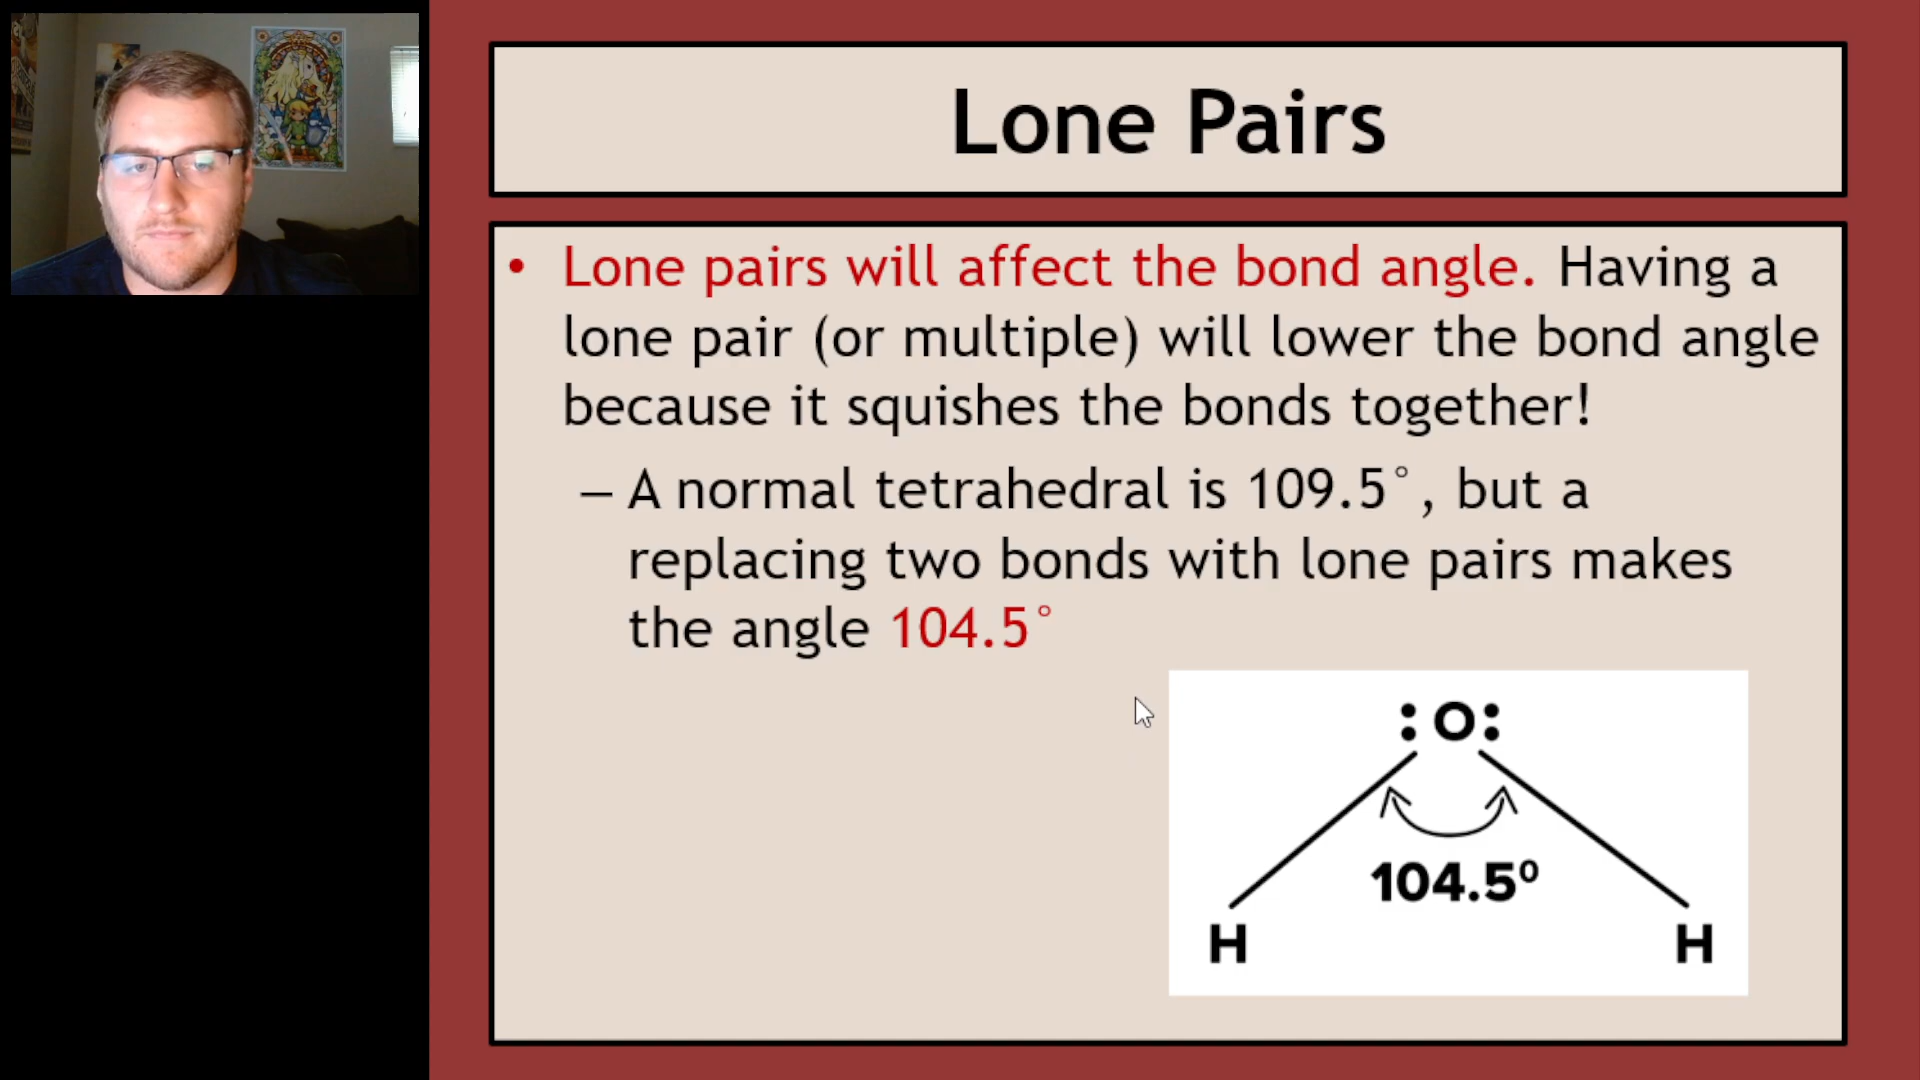 Lone Pairs
• Lone pairs will affect the bond angle. Having a
lone pair (or multiple) will lower the bond angle
because it squishes the bonds together!
– A normal tetrahedral is 109.5°, but a
replacing two bonds with lone pairs makes
the angle 104.5°
:O:
104.5º
H H